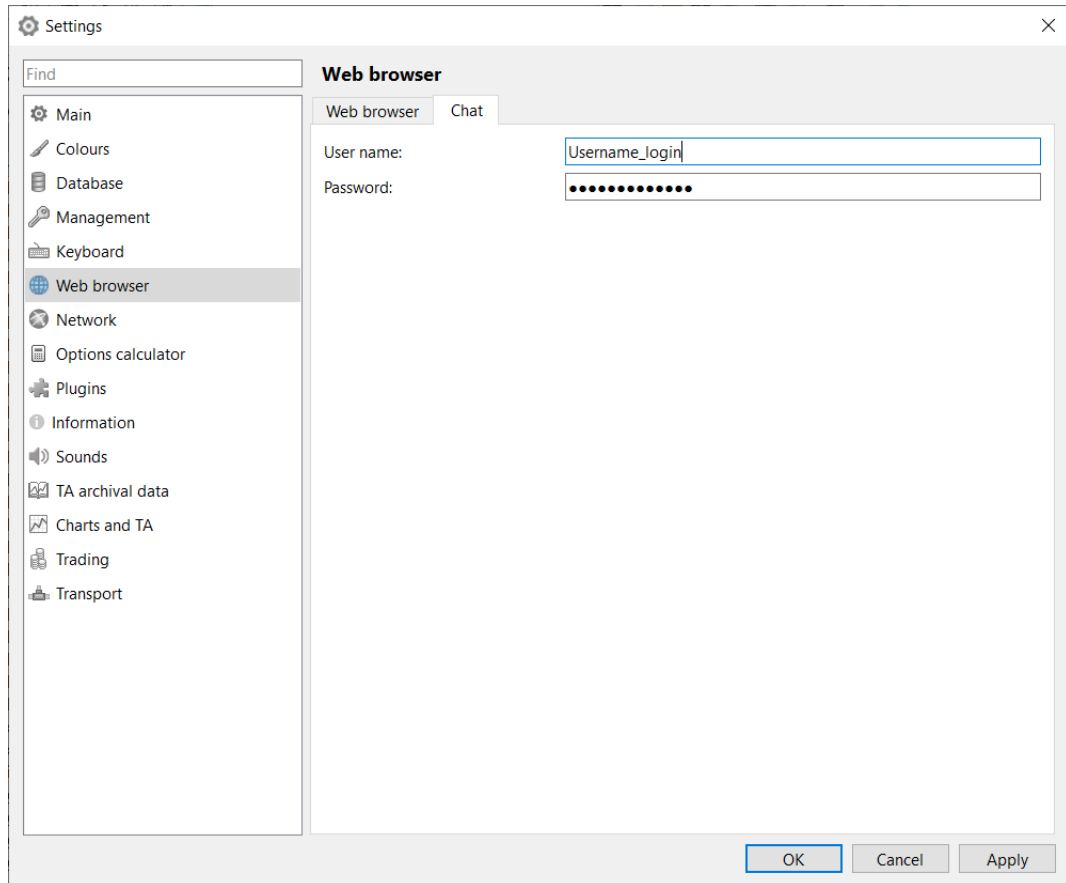 Settings
Find
Main
Colours
Database
Management
Keyboard
Web browser
Network
Options calculator
Plugins
Information
Sounds
TA archival data
Charts and TA
Trading
Transport
Web browser
Web browser Chat
User name: Username_login
Password: •••••••••••••
OK Cancel Apply